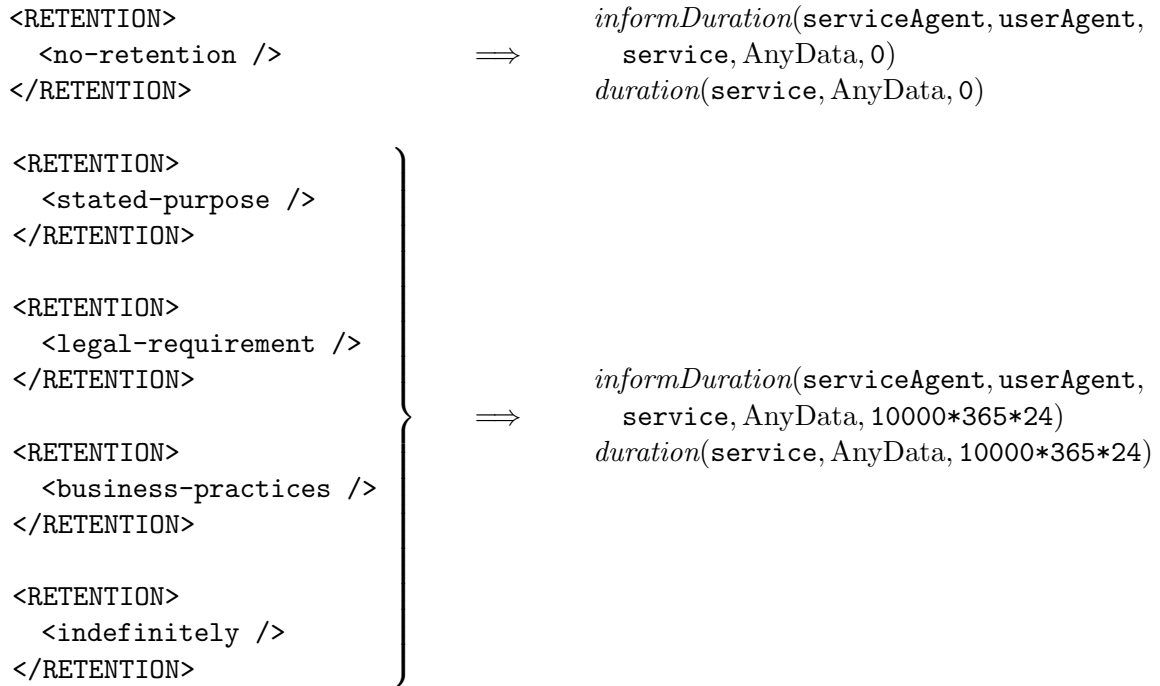 <RETENTION> informDuration(serviceAgent, userAgent,
<no-retention /> ⟹ service, AnyData, 0)
</RETENTION> duration(service, AnyData, 0)
<RETENTION>
<stated-purpose />
</RETENTION>
<RETENTION>
<legal-requirement />
</RETENTION> informDuration(serviceAgent, userAgent,
⟹ service, AnyData, 10000*365*24)
<RETENTION> duration(service, AnyData, 10000*365*24)
<business-practices />
</RETENTION>
<RETENTION>
<indefinitely />
</RETENTION>